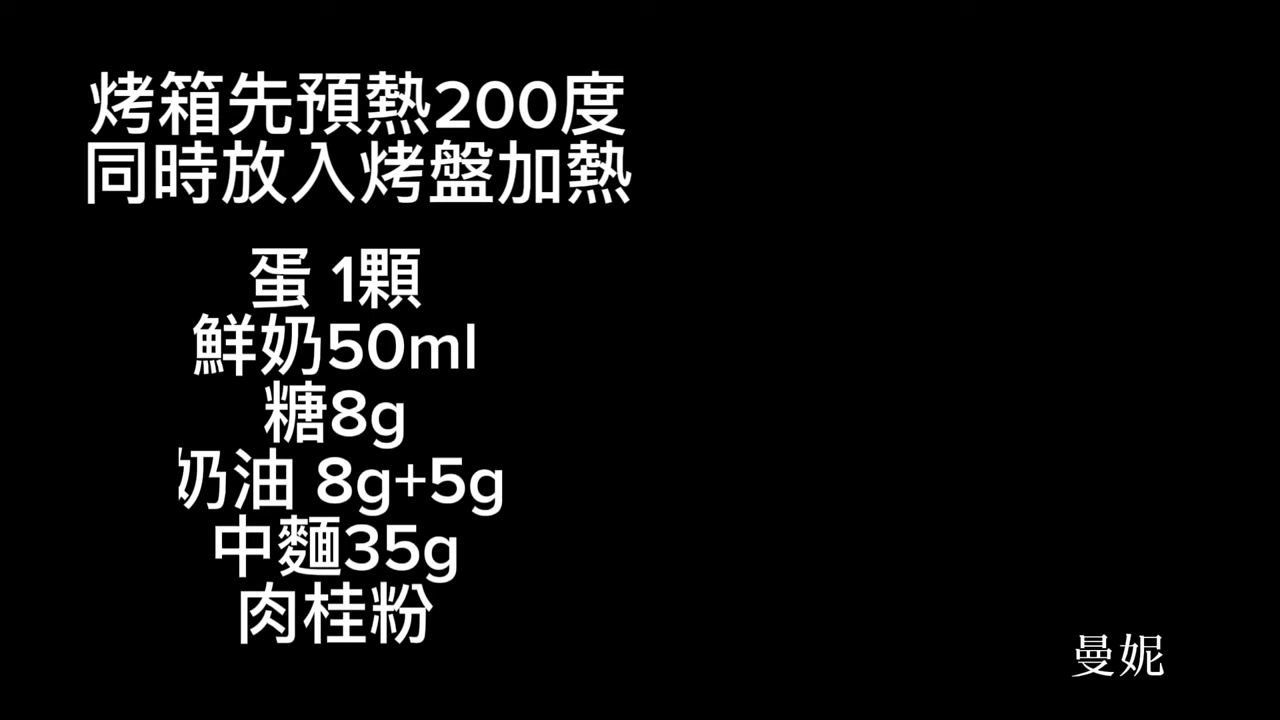 烤箱先預熱200度
同時放入烤盤加熱
蛋 1顆
鮮奶50ml
糖8g
奶油 8g+5g
中麵35g
肉桂粉
曼妮